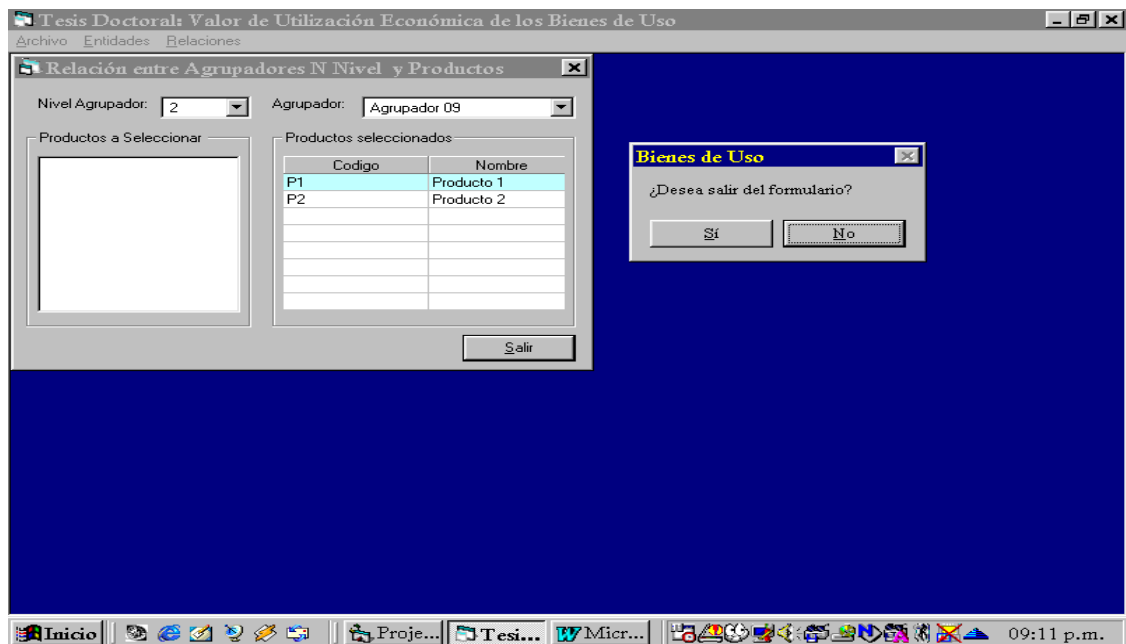 Tesis Doctoral: Valor de Utilización Económica de los Bienes de Uso
Archivo Entidades Relaciones
Relación entre Agrupadores N Nivel y Productos
Nivel Agrupador: 2 Agrupador: Agrupador 09
Productos a Seleccionar
Productos seleccionados
Codigo Nombre
P1 Producto 1
P2 Producto 2
Salir
Bienes de Uso
¿Desea salir del formulario?
Sí No
Inicio Proje... Tesi... Micr... 09:11 p.m.